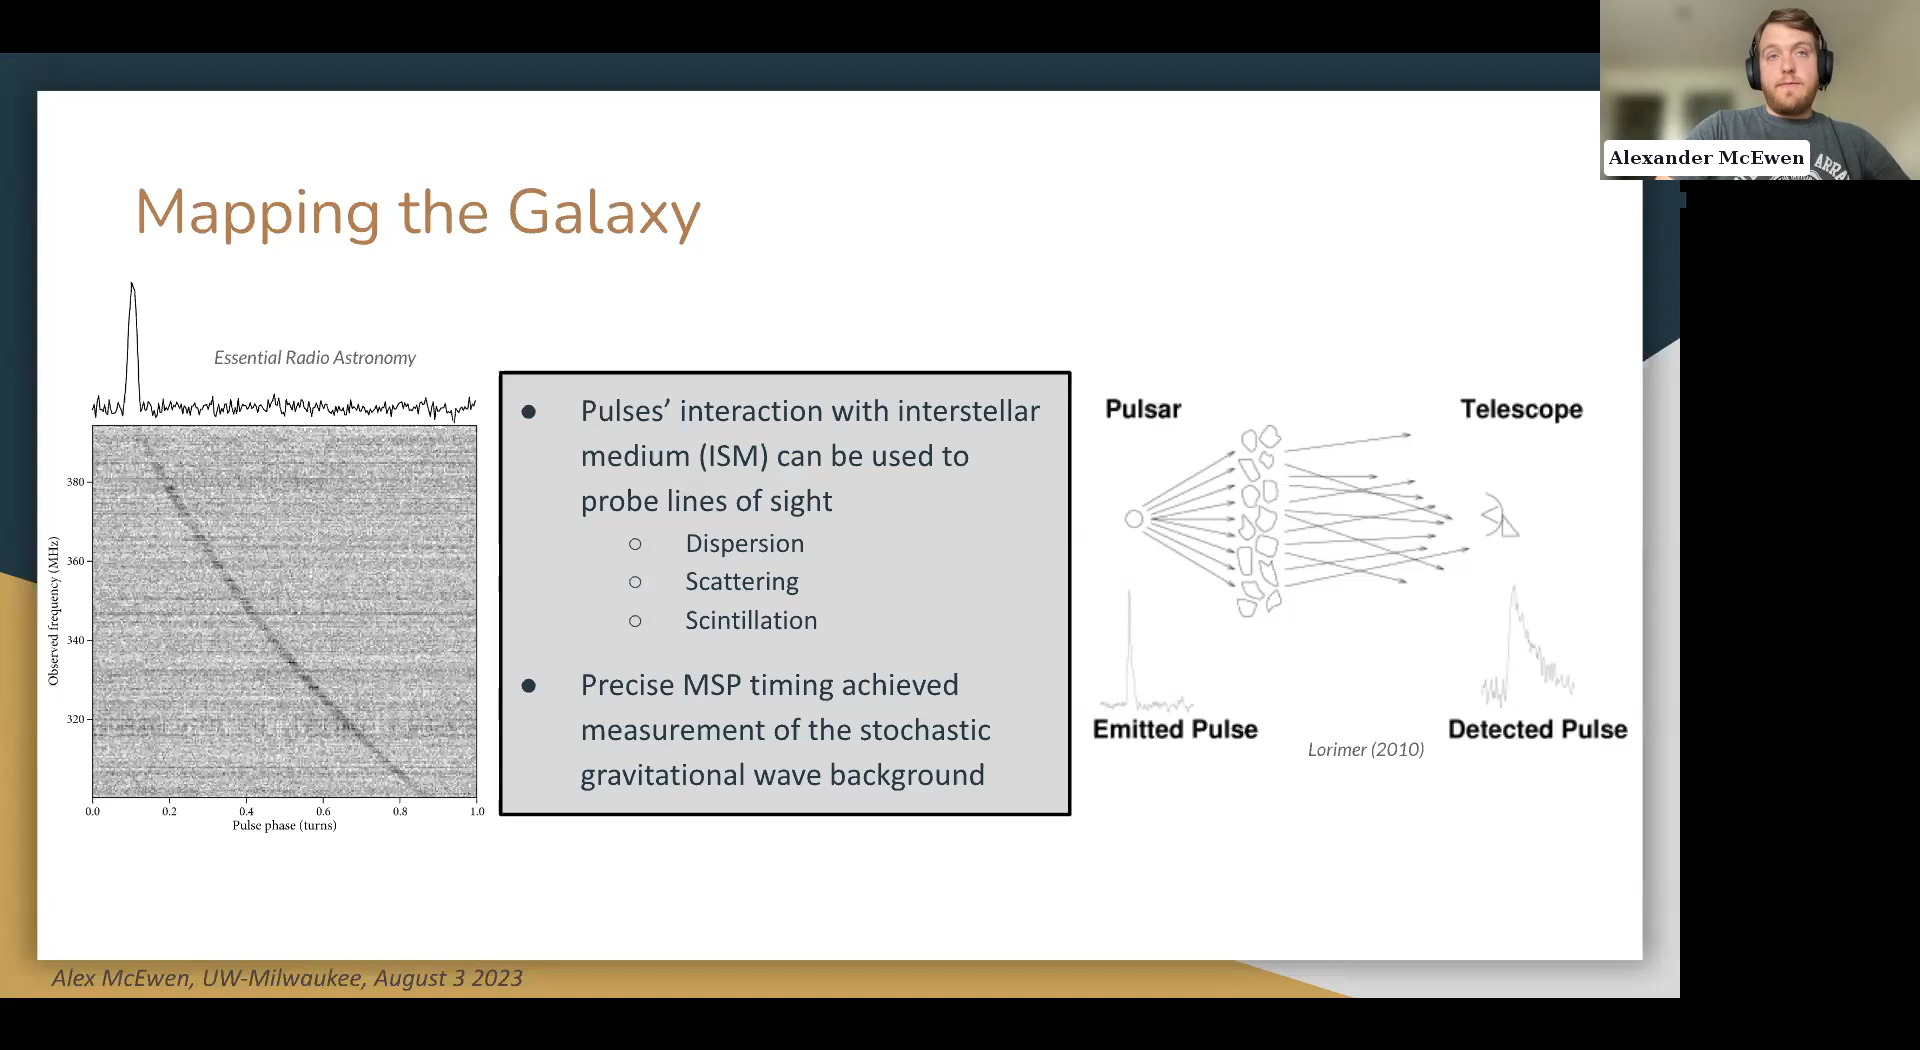 Alexander McEwen
ARRA
Mapping the Galaxy
Essential Radio Astronomy
Observed frequency (MHz)
380
360
340
320
0.0 0.2 0.4 0.6 0.8 1.0
Pulse phase (turns)
● Pulses’ interaction with interstellar
medium (ISM) can be used to
probe lines of sight
○ Dispersion
○ Scattering
○ Scintillation
● Precise MSP timing achieved
measurement of the stochastic
gravitational wave background
Pulsar Telescope
Emitted Pulse Detected Pulse
Lorimer (2010)
Alex McEwen, UW-Milwaukee, August 3 2023